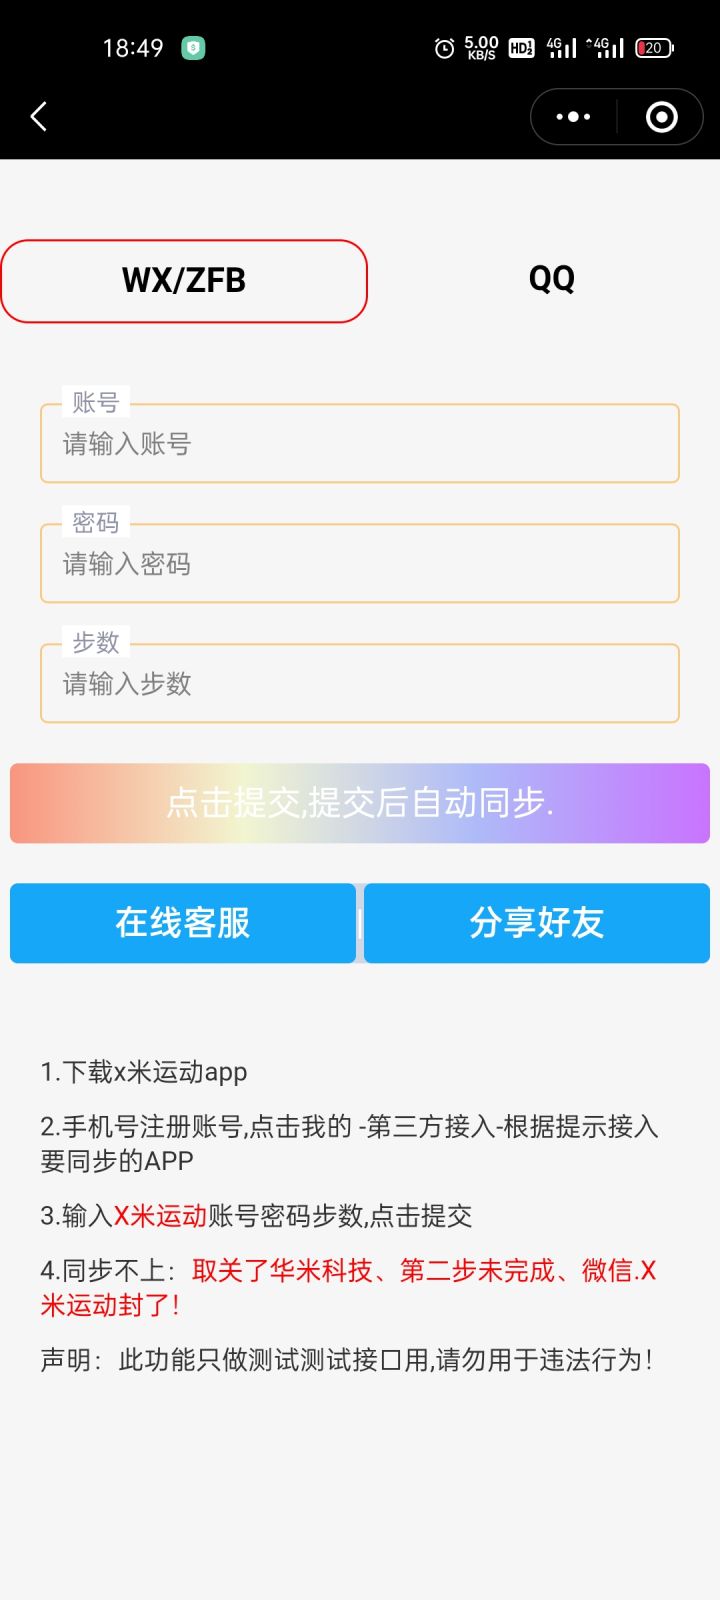 18:49
5.00 KB/S HD 4G 4G 20
WX/ZFB QQ
账号
请输入账号
密码
请输入密码
步数
请输入步数
点击提交,提交后自动同步.
在线客服 分享好友
1.下载x米运动app
2.手机号注册账号,点击我的 -第三方接入-根据提示接入
要同步的APP
3.输入X米运动账号密码步数,点击提交
4.同步不上：取关了华米科技、第二步未完成、微信.X
米运动封了！
声明：此功能只做测试测试接口用,请勿用于违法行为！